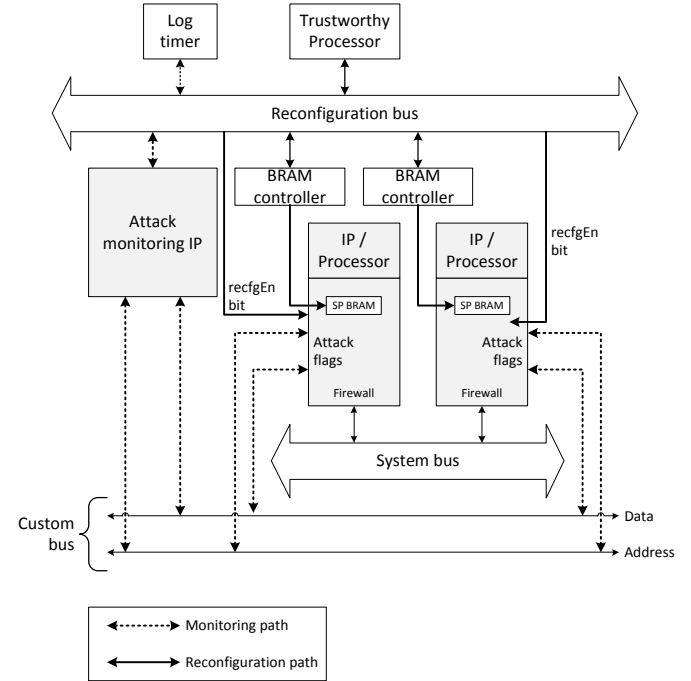 Log
timer
Trustworthy
Processor
Reconfiguration bus
Attack
monitoring IP
BRAM
controller
BRAM
controller
recfgEn
bit
IP /
Processor
IP /
Processor
recfgEn
bit
SP BRAM
SP BRAM
Attack
flags
Attack
flags
Firewall
Firewall
System bus
Custom
bus
Data
Address
Monitoring path
Reconfiguration path